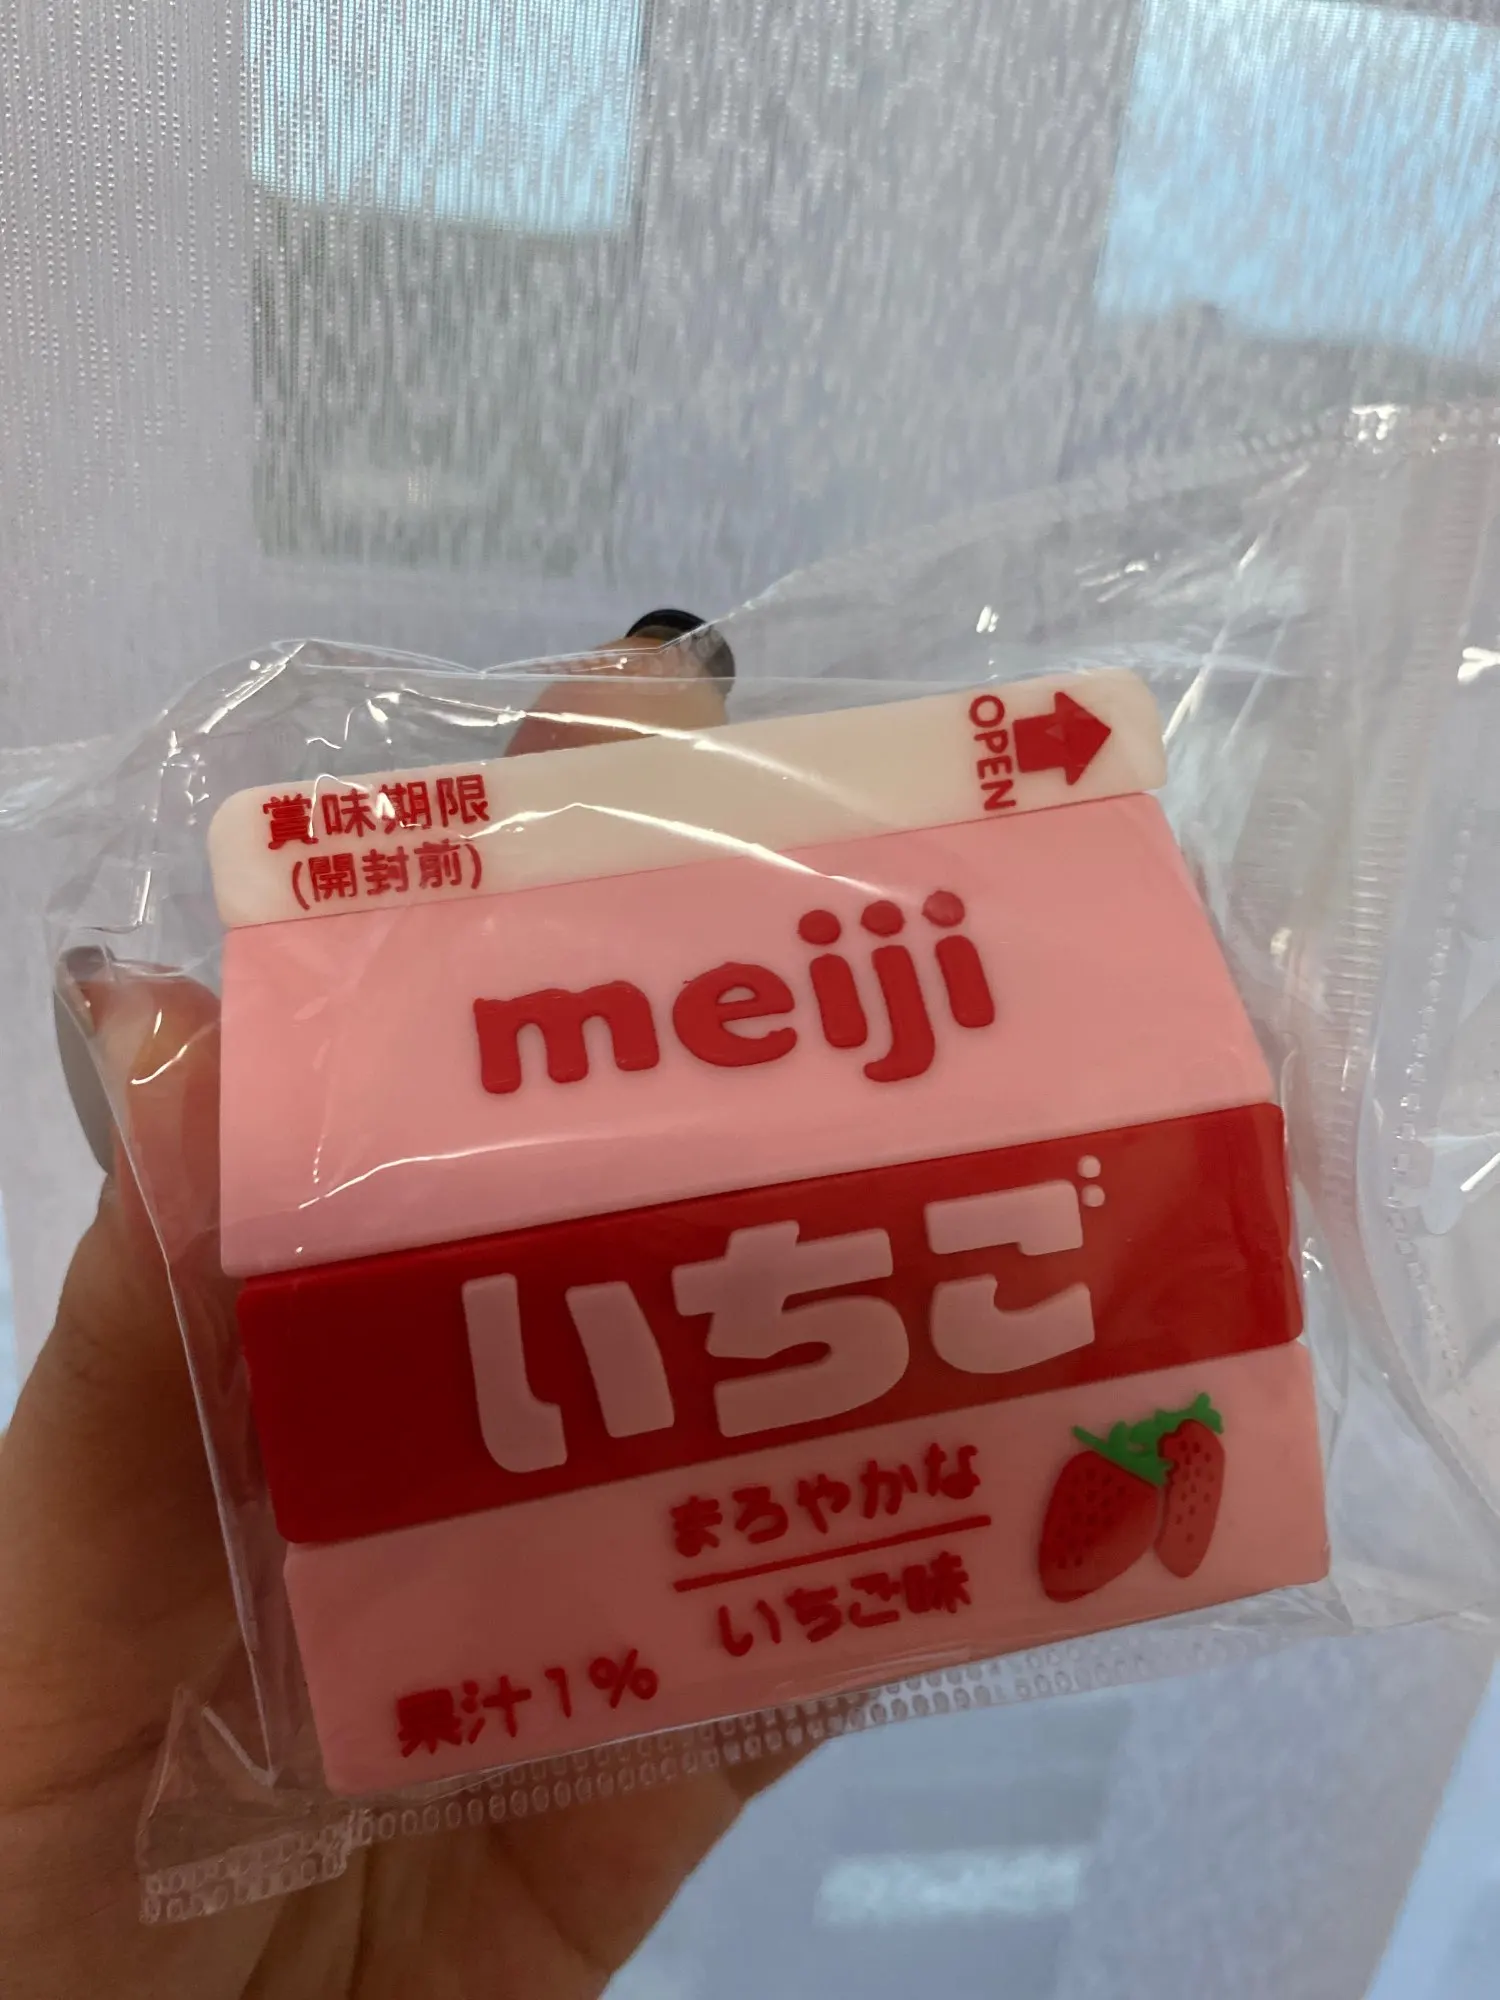 賞味期限
(開封前)
OPEN
meiji
いちご
まろやかな
いちご味
果汁1%